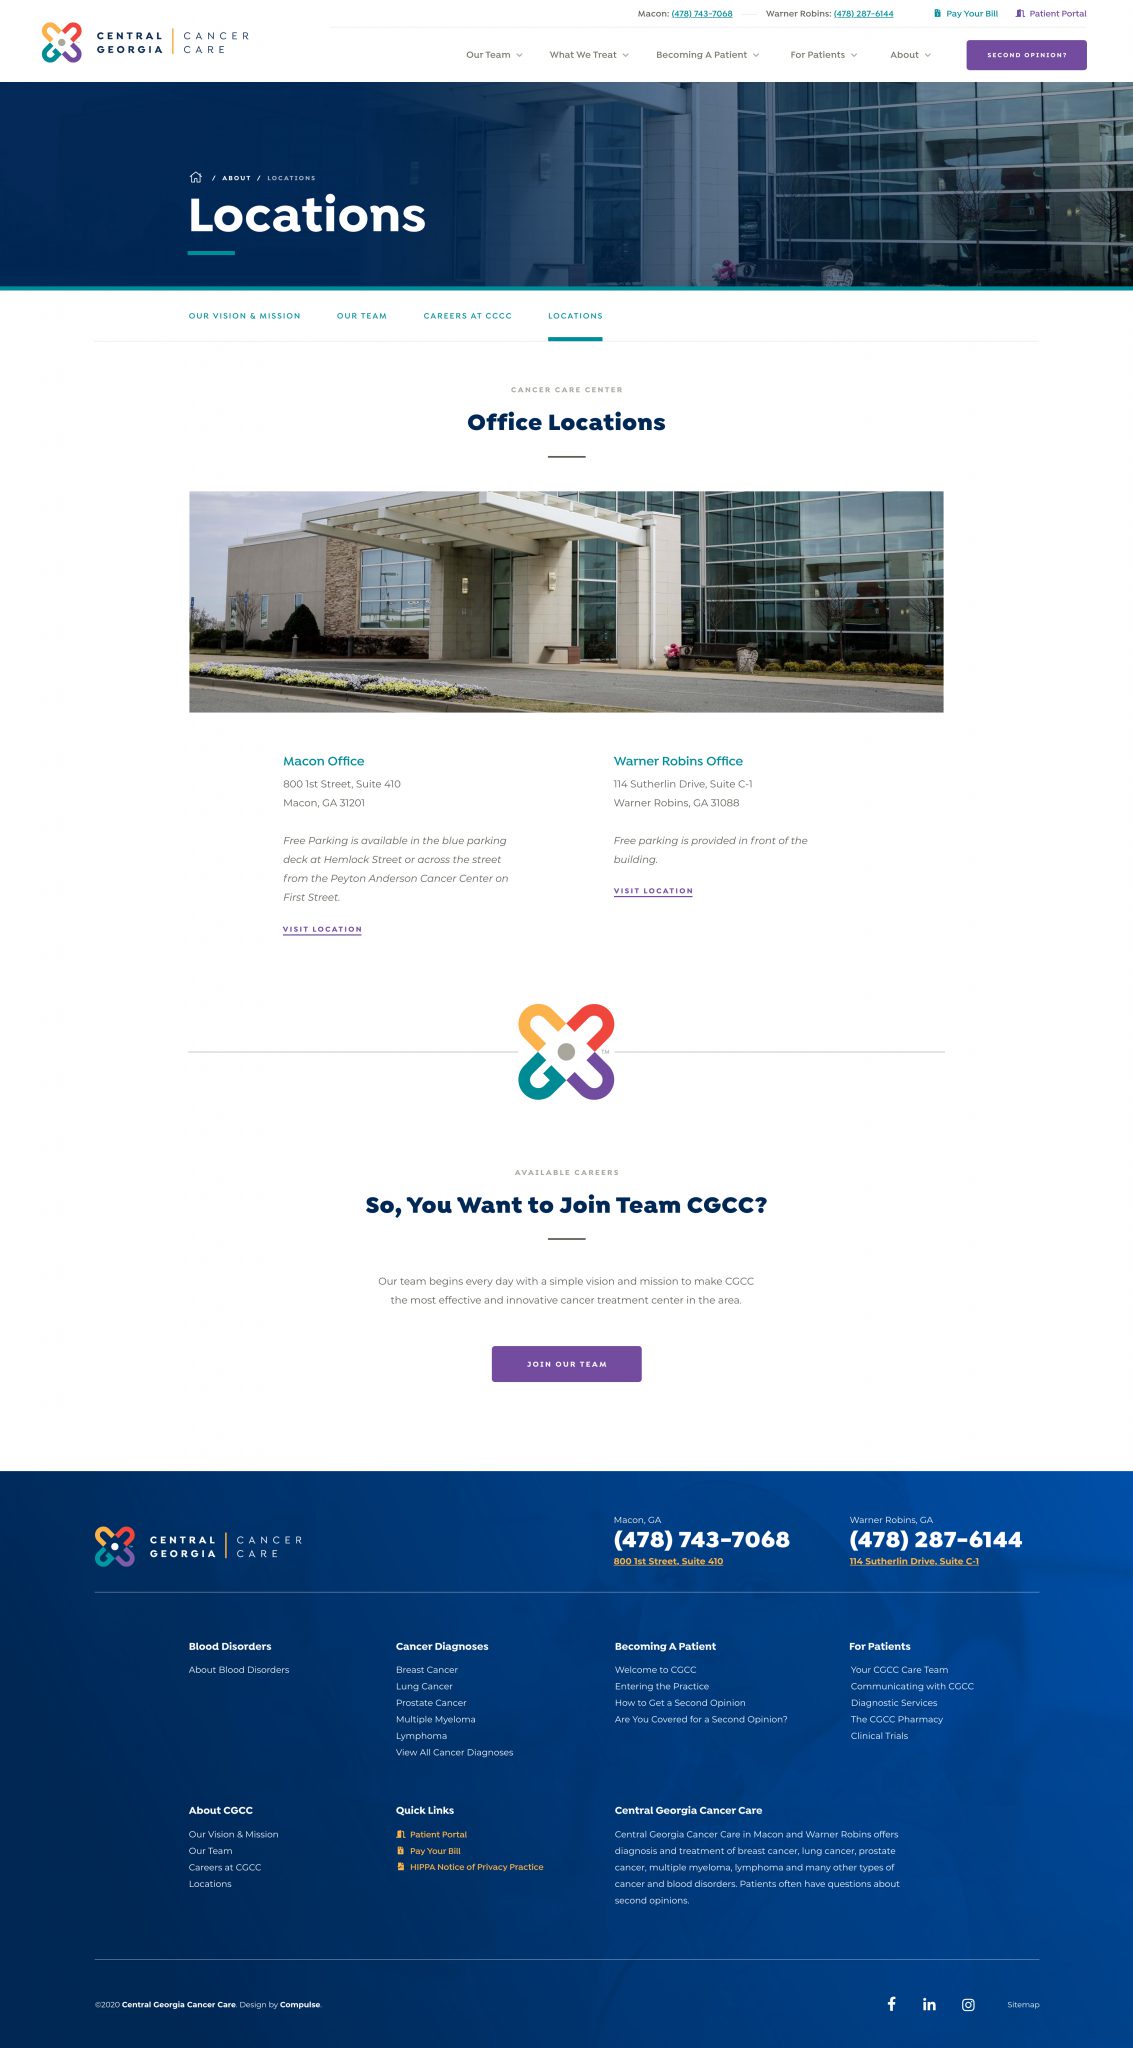 Macon: (478) 743-7068
Warner Robins: (478) 287-6144
Pay Your Bill
Patient Portal
CENTRAL GEORGIA
CANCER CARE
Our Team
What We Treat
Becoming A Patient
For Patients
About
SECOND OPINION?
/ ABOUT / LOCATIONS
Locations
OUR VISION & MISSION
OUR TEAM
CAREERS AT CCCC
LOCATIONS
CANCER CARE CENTER
Office Locations
Macon Office
800 1st Street, Suite 410
Macon, GA 31201
Free Parking is available in the blue parking
deck at Hemlock Street or across the street
from the Peyton Anderson Cancer Center on
First Street.
VISIT LOCATION
Warner Robins Office
114 Sutherlin Drive, Suite C-1
Warner Robins, GA 31088
Free parking is provided in front of the
building.
VISIT LOCATION
TM
AVAILABLE CAREERS
So, You Want to Join Team CGCC?
Our team begins every day with a simple vision and mission to make CGCC
the most effective and innovative cancer treatment center in the area.
JOIN OUR TEAM
CENTRAL GEORGIA
CANCER CARE
Macon, GA
(478) 743-7068
800 1st Street, Suite 410
Warner Robins, GA
(478) 287-6144
114 Sutherlin Drive, Suite C-1
Blood Disorders
About Blood Disorders
Cancer Diagnoses
Breast Cancer
Lung Cancer
Prostate Cancer
Multiple Myeloma
Lymphoma
View All Cancer Diagnoses
Becoming A Patient
Welcome to CGCC
Entering the Practice
How to Get a Second Opinion
Are You Covered for a Second Opinion?
For Patients
Your CGCC Care Team
Communicating with CGCC
Diagnostic Services
The CGCC Pharmacy
Clinical Trials
About CGCC
Our Vision & Mission
Our Team
Careers at CGCC
Locations
Quick Links
Patient Portal
Pay Your Bill
HIPPA Notice of Privacy Practice
Central Georgia Cancer Care
Central Georgia Cancer Care in Macon and Warner Robins offers
diagnosis and treatment of breast cancer, lung cancer, prostate
cancer, multiple myeloma, lymphoma and many other types of
cancer and blood disorders. Patients often have questions about
second opinions.
©2020 Central Georgia Cancer Care. Design by Compulse.
Sitemap